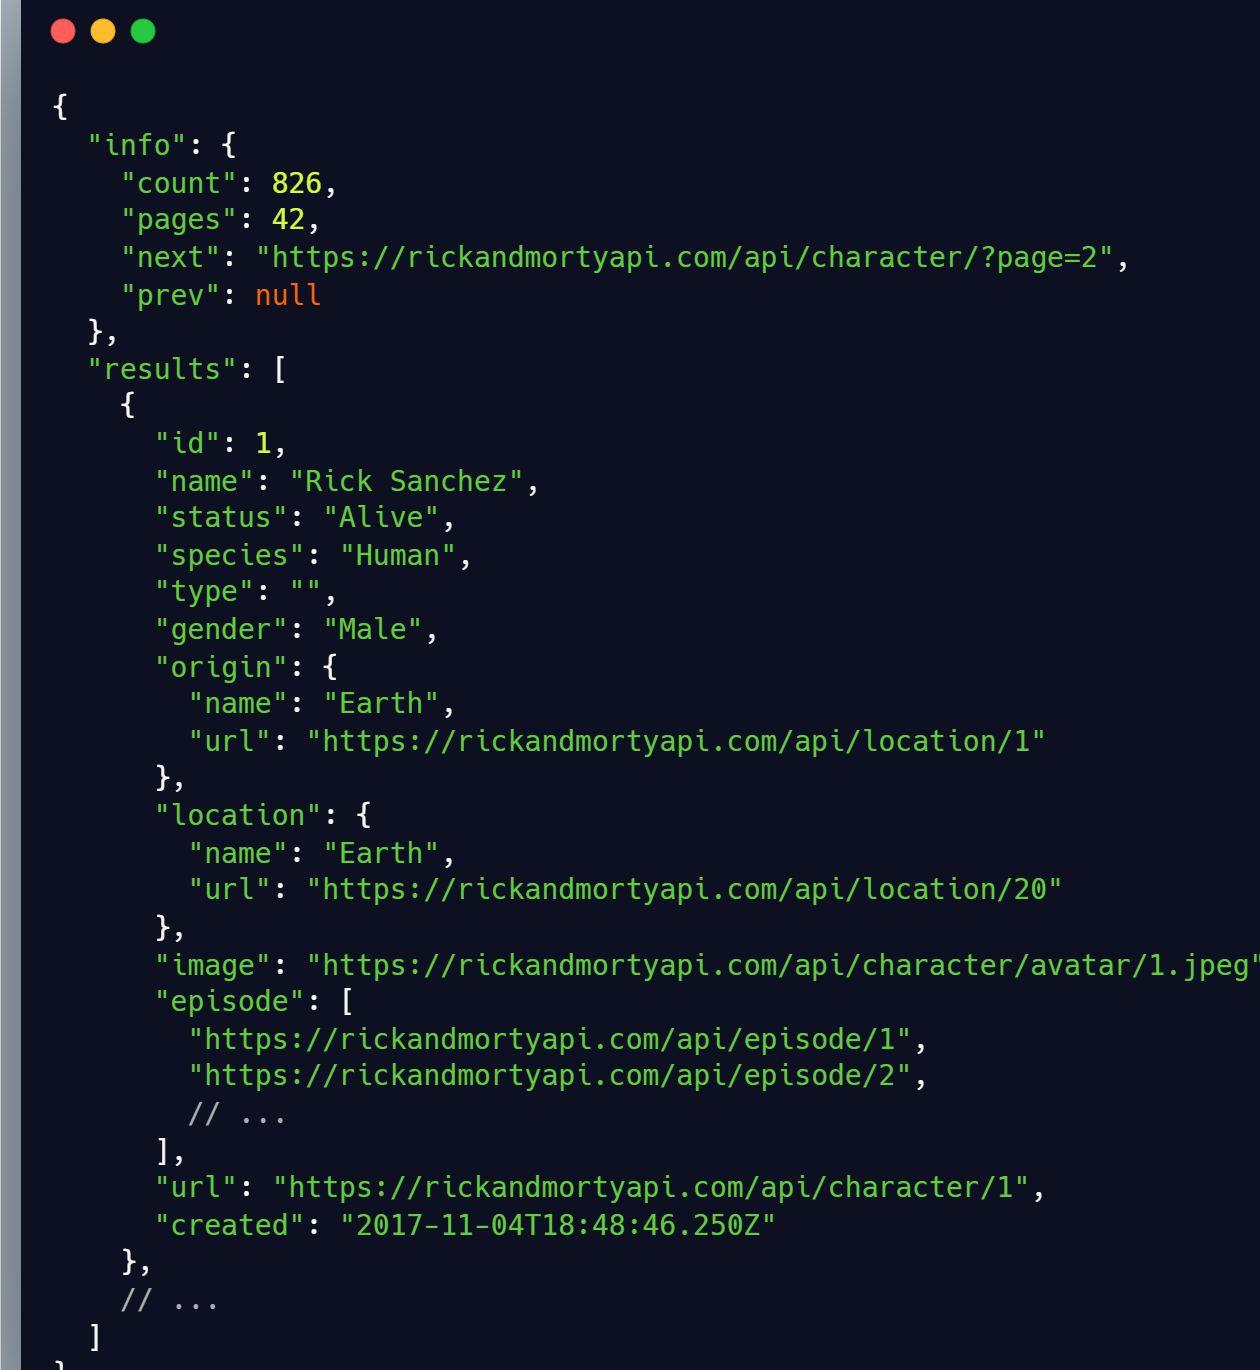 {
  "info": {
    "count": 826,
    "pages": 42,
    "next": "https://rickandmortyapi.com/api/character/?page=2",
    "prev": null
  },
  "results": [
    {
      "id": 1,
      "name": "Rick Sanchez",
      "status": "Alive",
      "species": "Human",
      "type": "",
      "gender": "Male",
      "origin": {
        "name": "Earth",
        "url": "https://rickandmortyapi.com/api/location/1"
      },
      "location": {
        "name": "Earth",
        "url": "https://rickandmortyapi.com/api/location/20"
      },
      "image": "https://rickandmortyapi.com/api/character/avatar/1.jpeg"
      "episode": [
        "https://rickandmortyapi.com/api/episode/1",
        "https://rickandmortyapi.com/api/episode/2",
        // ...
      ],
      "url": "https://rickandmortyapi.com/api/character/1",
      "created": "2017-11-04T18:48:46.250Z"
    },
    // ...
  ]
}